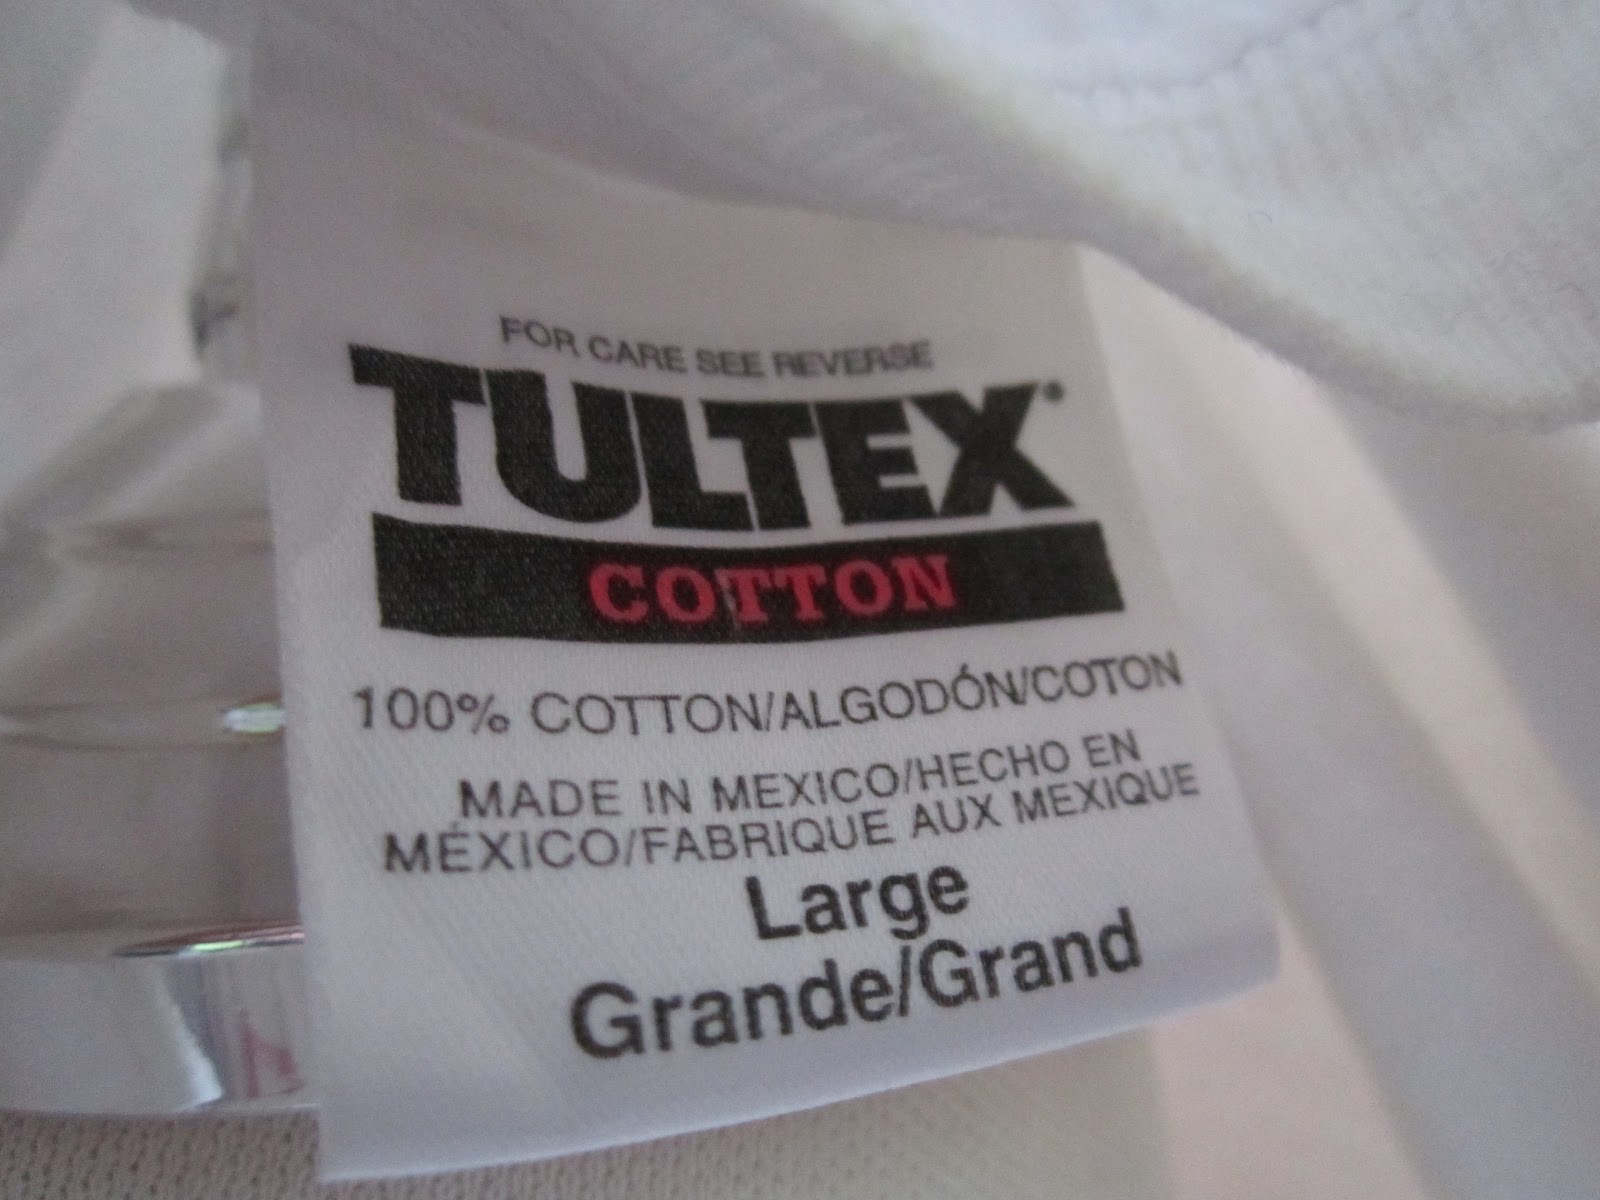 FOR CARE SEE REVERSE
TULTEX
COTTON
100% COTTON/ALGODÓN/COTON
MADE IN MEXICO/HECHO EN
MÉXICO/FABRIQUE AUX MEXIQUE
Large
Grande/Grand